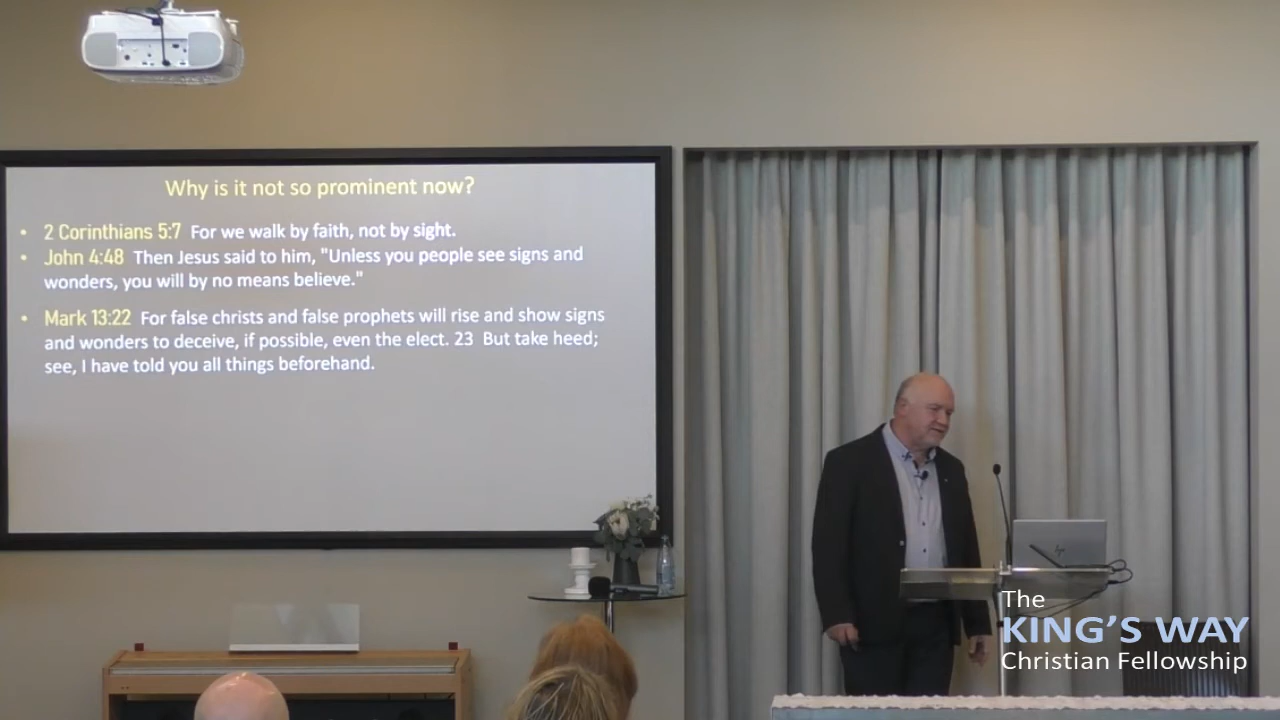 Why is it not so prominent now?
• 2 Corinthians 5:7 For we walk by faith, not by sight.
• John 4:48 Then Jesus said to him, "Unless you people see signs and
wonders, you will by no means believe."
• Mark 13:22 For false christs and false prophets will rise and show signs
and wonders to deceive, if possible, even the elect. 23 But take heed;
see, I have told you all things beforehand.
hp
The
KING'S WAY
Christian Fellowship